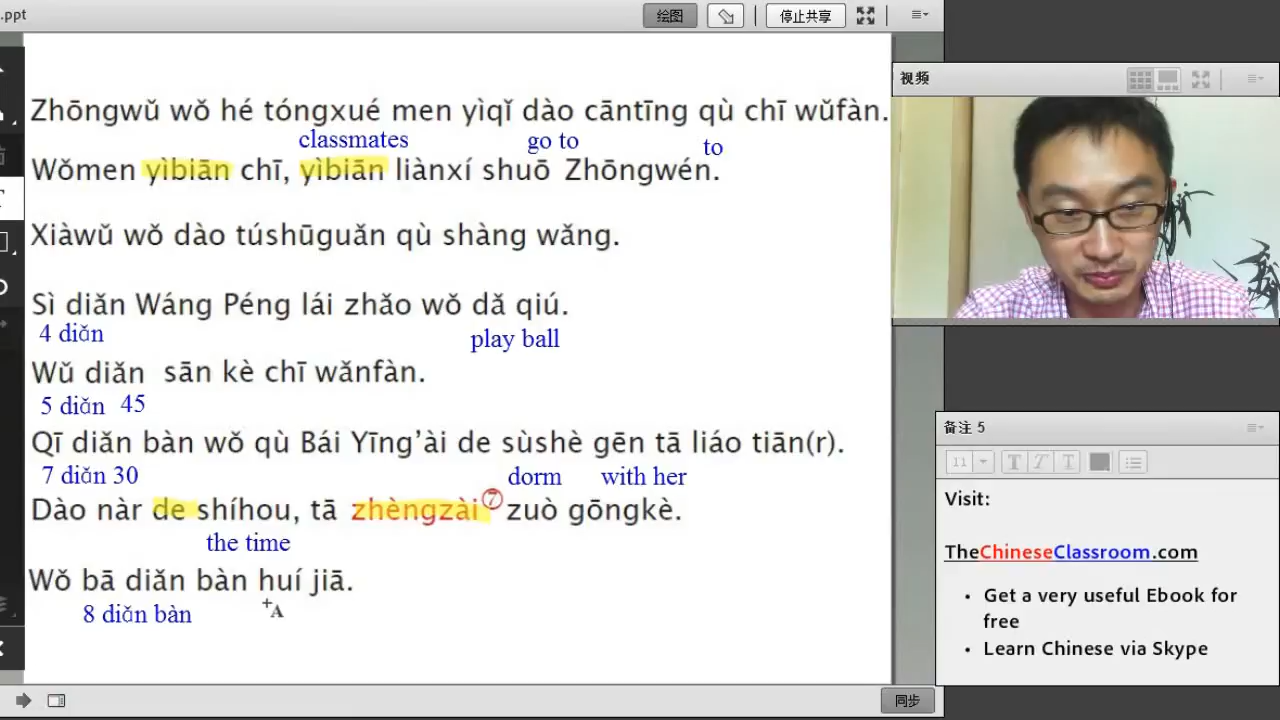 .ppt
绘图
停止共享
Zhōngwǔ wǒ hé tóngxué men yìqǐ dào cāntīng qù chī wǔfàn.
classmates go to to
Wǒmen yìbiān chī, yìbiān liànxí shuō Zhōngwén.
Xiàwǔ wǒ dào túshūguǎn qù shàng wǎng.
Sì diǎn Wáng Péng lái zhǎo wǒ dǎ qiú.
4 diǎn play ball
Wǔ diǎn sān kè chī wǎnfàn.
5 diǎn 45
Qī diǎn bàn wǒ qù Bái Yīng'ài de sùshè gēn tā liáo tiān(r).
7 diǎn 30 dorm with her
Dào nàr de shíhou, tā zhèngzài⑦ zuò gōngkè.
the time
Wǒ bā diǎn bàn huí jiā.
8 diǎn bàn
A
同步
视频
备注 5
11 T T T
Visit:
TheChineseClassroom.com
• Get a very useful Ebook for
free
• Learn Chinese via Skype